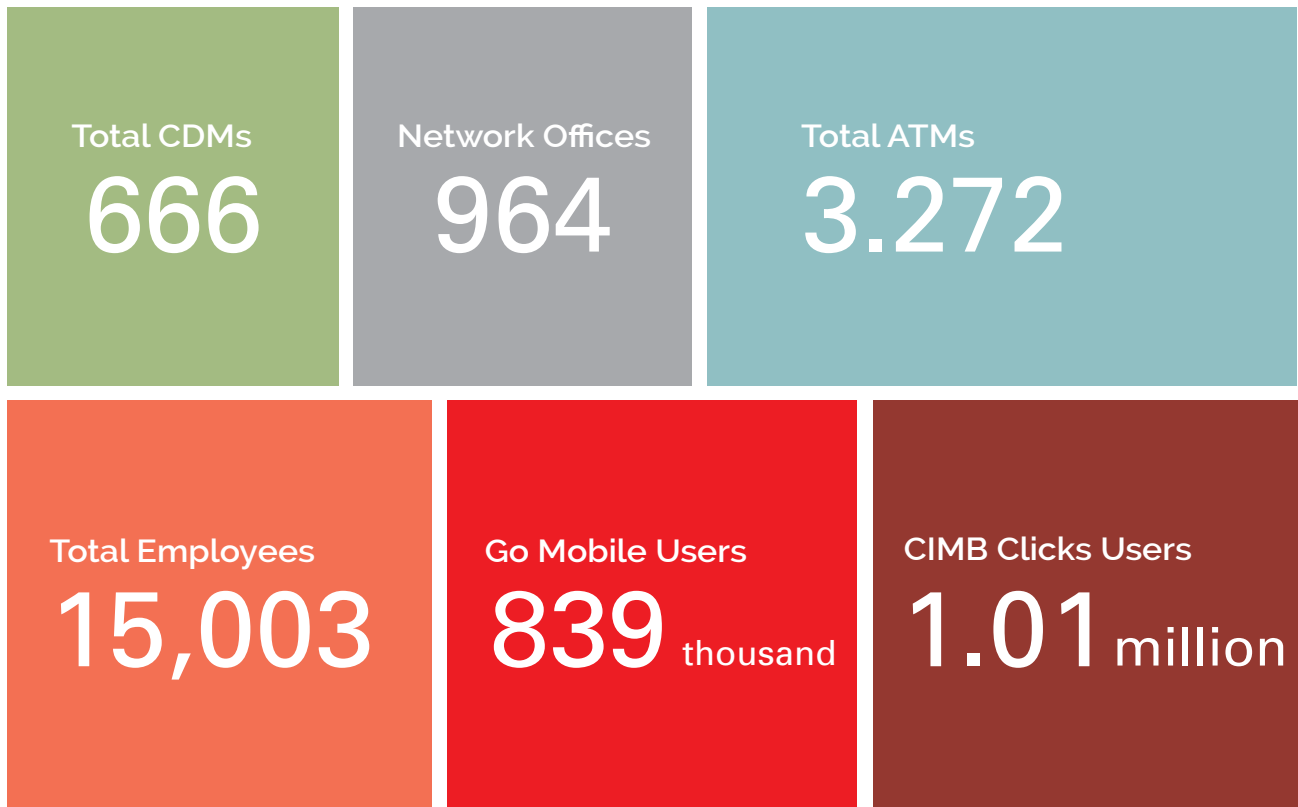 Total CDMs
666
Network Offices
964
Total ATMs
3.272
Total Employees
15,003
Go Mobile Users
839 thousand
CIMB Clicks Users
1.01 million